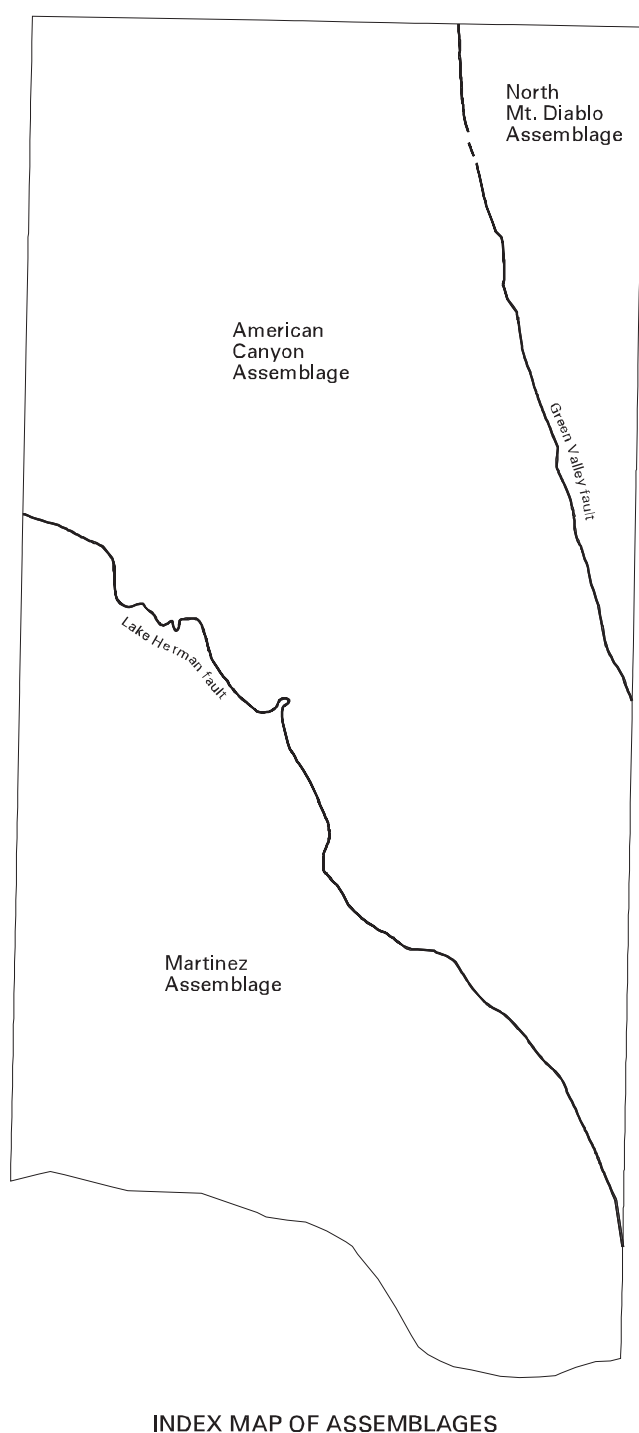 North
Mt. Diablo
Assemblage
American
Canyon
Assemblage
Green Valley fault
Lake Herman fault
Martinez
Assemblage
INDEX MAP OF ASSEMBLAGES